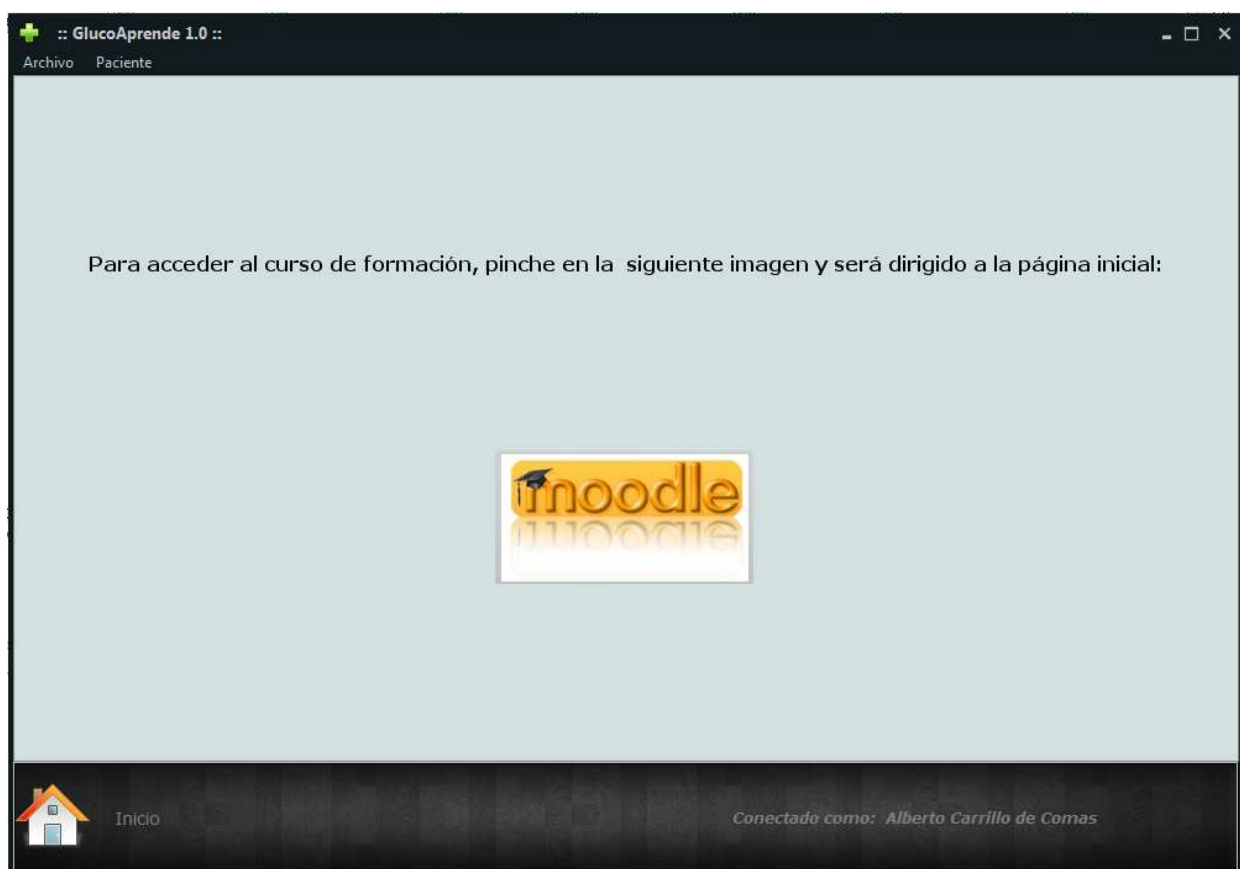 :: GlucoAprende 1.0 ::
Archivo Paciente
Para acceder al curso de formación, pinche en la siguiente imagen y será dirigido a la página inicial:
moodle
Inicio
Conectado como: Alberto Carrillo de Comas